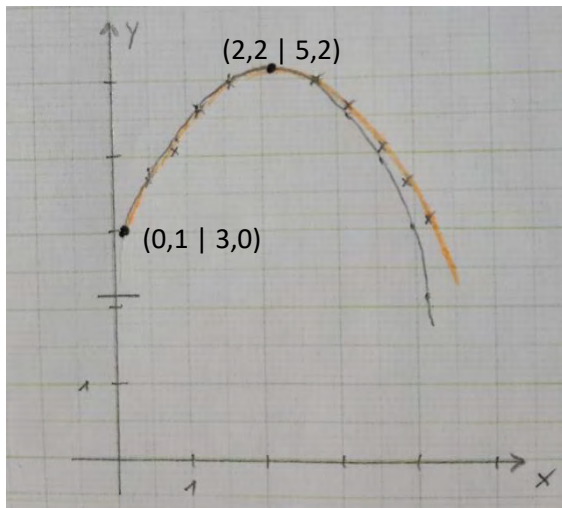 Y
(2,2 | 5,2)
(0,1 | 3,0)
1
1
X